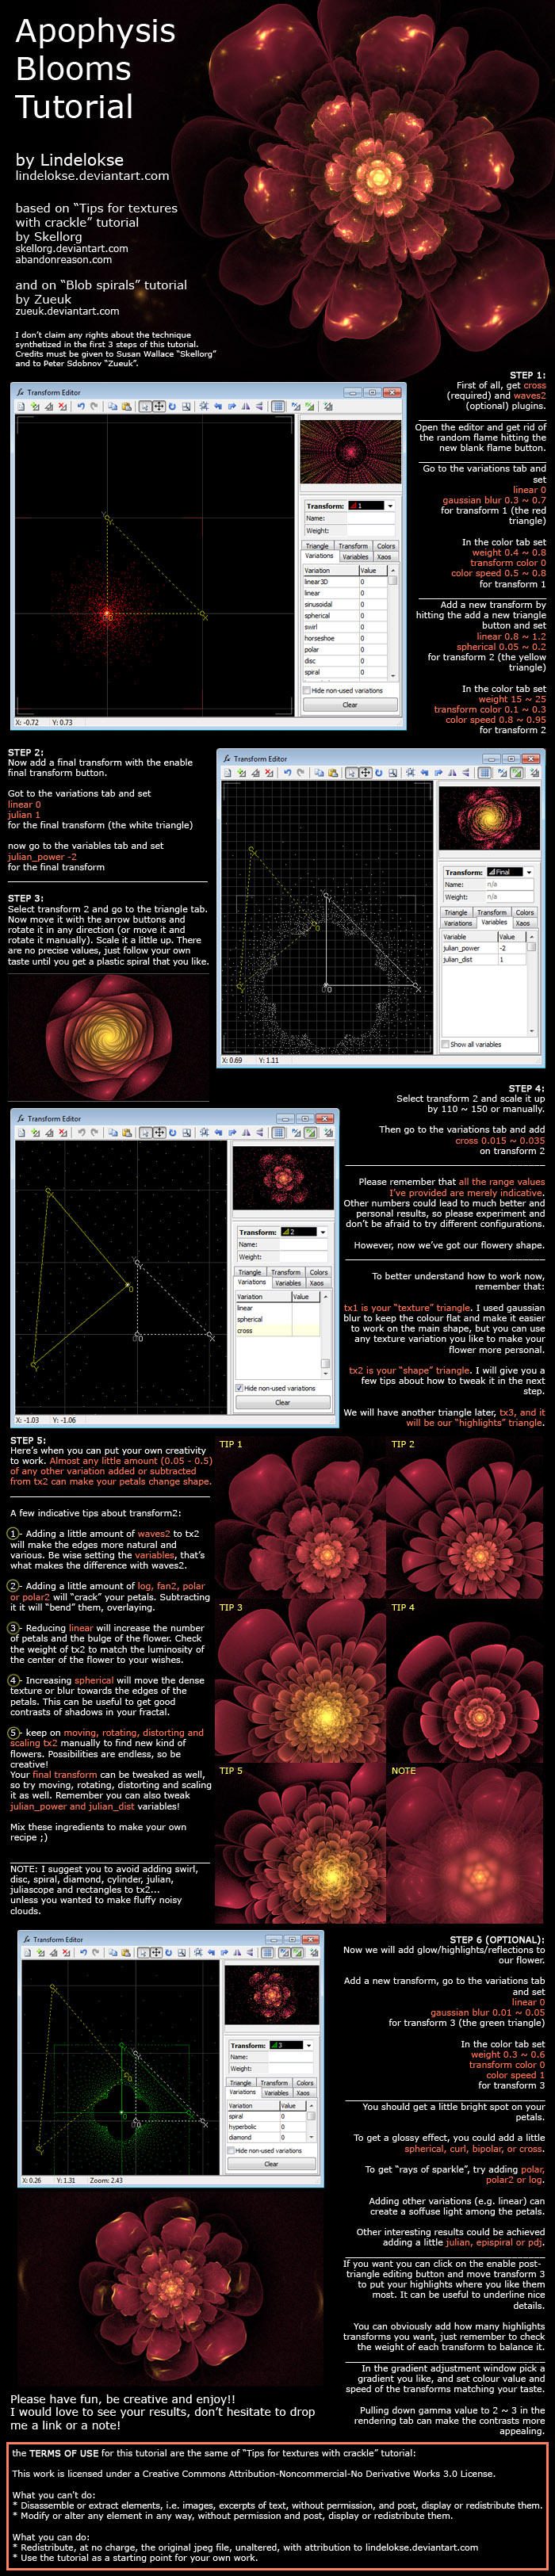 Apophysis
Blooms
Tutorial
by Lindelokse
lindelokse.deviantart.com
based on "Tips for textures
with crackle" tutorial
by Skellorg
skellorg.deviantart.com
abandonreason.com
and on "Blob spirals" tutorial
by Zueuk
zueuk.deviantart.com
I don't claim any rights about the technique
synthetized in the first 3 steps of this tutorial.
Credits must be given to Susan Wallace "Skellorg"
and to Peter Sdobnov "Zueuk".
STEP 1:
First of all, get cross
(required) and waves2
(optional) plugins.
Open the editor and get rid of
the random flame hitting the
new blank flame button.
Go to the variations tab and
set
linear 0
gaussian blur 0.3 ~ 0.7
for transform 1 (the red
triangle)
In the color tab set
weight 0.4 ~ 0.8
transform color 0
color speed 0.5 ~ 0.8
for transform 1
Add a new transform by
hitting the add a new triangle
button and set
linear 0.8 ~ 1.2
spherical 0.05 ~ 0.2
for transform 2 (the yellow
triangle)
In the color tab set
weight 15 ~ 25
transform color 0.1 ~ 0.3
color speed 0.8 ~ 0.95
for transform 2
Transform Editor
Transform: 1
Name:
Weight:
Triangle Transform Colors
Variations Variables Xaos
Variation Value
linear3D 0
linear 0
sinusoidal 0
spherical 0
swirl 0
horseshoe 0
polar 0
disc 0
spiral 0
Hide non-used variations
Clear
X: -0.72 Y: 0.73
STEP 2:
Now add a final transform with the enable
final transform button.
Got to the variations tab and set
linear 0
julian 1
for the final transform (the white triangle)
now go to the variables tab and set
julian_power -2
for the final transform
STEP 3:
Select transform 2 and go to the triangle tab.
Now move it with the arrow buttons and
rotate it in any direction (or move it and
rotate it manually). Scale it a little up. There
are no precise values, just follow your own
taste until you get a plastic spiral that you like.
Transform Editor
Transform: Final
Name: n/a
Weight: n/a
Triangle Transform Colors
Variations Variables Xaos
Variable Value
julian_power -2
julian_dist 1
Show all variables
X: 0.69 Y: 1.11
STEP 4:
Select transform 2 and scale it up
by 110 ~ 150 or manually.
Then go to the variations tab and add
cross 0.015 ~ 0.035
on transform 2
Please remember that all the range values
I've provided are merely indicative.
Other numbers could lead to much better and
personal results, so please experiment and
don't be afraid to try different configurations.
However, now we've got our flowery shape.
To better understand how to work now,
remember that:
tx1 is your "texture" triangle. I used gaussian
blur to keep the colour flat and make it easier
to work on the main shape, but you can use
any texture variation you like to make your
flower more personal.
tx2 is your "shape" triangle. I will give you a
few tips about how to tweak it in the next
step.
We will have another triangle later, tx3, and it
will be our "highlights" triangle.
Transform Editor
Transform: 2
Name:
Weight:
Triangle Transform Colors
Variations Variables Xaos
Variation Value
linear
spherical
cross
Hide non-used variations
Clear
X: -1.03 Y: -1.06
STEP 5:
Here's when you can put your own creativity
to work. Almost any little amount (0.05 - 0.5)
of any other variation added or subtracted
from tx2 can make your petals change shape.
A few indicative tips about transform2:
1- Adding a little amount of waves2 to tx2
will make the edges more natural and
various. Be wise setting the variables, that's
what makes the difference with waves2.
2- Adding a little amount of log, fan2, polar
or polar2 will "crack" your petals. Subtracting
it it will "bend" them, overlaying.
3- Reducing linear will increase the number
of petals and the bulge of the flower. Check
the weight of tx2 to match the luminosity of
the center of the flower to your wishes.
4- Increasing spherical will move the dense
texture or blur towards the edges of the
petals. This can be useful to get good
contrasts of shadows in your fractal.
5- keep on moving, rotating, distorting and
scaling tx2 manually to find new kind of
flowers. Possibilities are endless, so be
creative!
Your final transform can be tweaked as well,
so try moving, rotating, distorting and scaling
it as well. Remember you can also tweak
julian_power and julian_dist variables!
Mix these ingredients to make your own
recipe ;)
NOTE: I suggest you to avoid adding swirl,
disc, spiral, diamond, cylinder, julian,
juliascope and rectangles to tx2...
unless you wanted to make fluffy noisy
clouds.
TIP 1
TIP 2
TIP 3
TIP 4
TIP 5
NOTE
Transform Editor
Transform: 3
Name:
Weight:
Triangle Transform Colors
Variations Variables Xaos
Variation Value
spiral 0
hyperbolic 0
diamond 0
Hide non-used variations
Clear
X: 0.26 Y: 1.31 Zoom: 2.43
STEP 6 (OPTIONAL):
Now we will add glow/highlights/reflections to
our flower.
Add a new transform, go to the variations tab
and set
linear 0
gaussian blur 0.01 ~ 0.05
for transform 3 (the green triangle)
In the color tab set
weight 0.3 ~ 0.6
transform color 0
color speed 1
for transform 3
You should get a little bright spot on your
petals.
To get a glossy effect, you could add a little
spherical, curl, bipolar, or cross.
To get "rays of sparkle", try adding polar,
polar2 or log.
Adding other variations (e.g. linear) can
create a soffuse light among the petals.
Other interesting results could be achieved
adding a little julian, epispiral or pdj.
If you want you can click on the enable post-
triangle editing button and move transform 3
to put your highlights where you like them
most. It can be useful to underline nice
details.
You can obviously add how many highlights
transforms you want, just remember to check
the weight of each transform to balance it.
In the gradient adjustment window pick a
gradient you like, and set colour value and
speed of the transforms matching your taste.
Pulling down gamma value to 2 ~ 3 in the
rendering tab can make the contrasts more
appealing.
Please have fun, be creative and enjoy!!
I would love to see your results, don't hesitate to drop
me a link or a note!
the TERMS OF USE for this tutorial are the same of "Tips for textures with crackle" tutorial:
This work is licensed under a Creative Commons Attribution-Noncommercial-No Derivative Works 3.0 License.
What you can't do:
* Disassemble or extract elements, i.e. images, excerpts of text, without permission, and post, display or redistribute them.
* Modify or alter any element in any way, without permission and post, display or redistribute them.
What you can do:
* Redistribute, at no charge, the original jpeg file, unaltered, with attribution to lindelokse.deviantart.com
* Use the tutorial as a starting point for your own work.